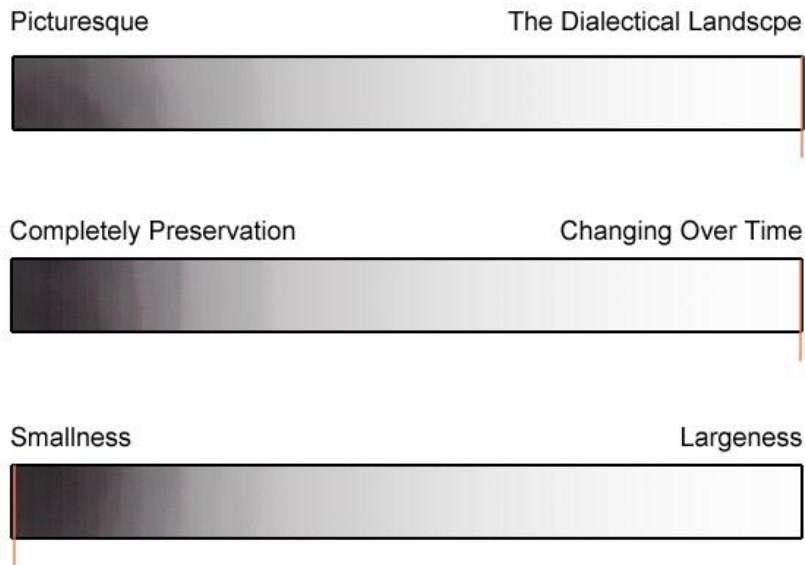 Picturesque The Dialectical Landscpe
Completely Preservation Changing Over Time
Smallness Largeness